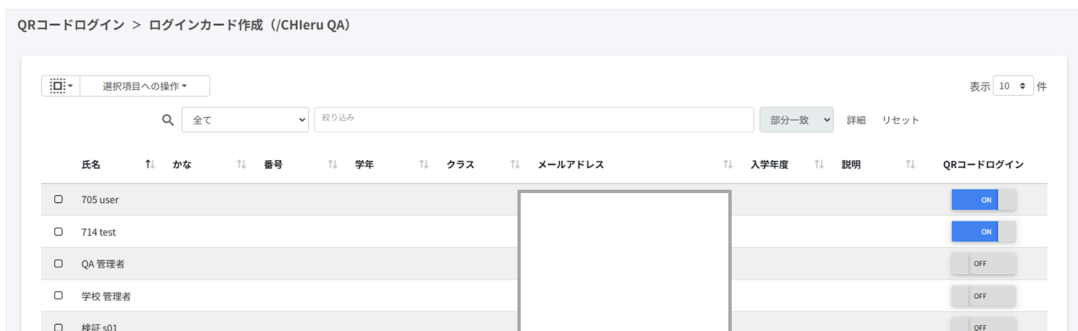 QRコードログイン > ログインカード作成（/CHIeru QA）
選択項目への操作
表示 10 件
全て 絞り込み 部分一致 詳細 リセット
氏名 かな 番号 学年 クラス メールアドレス 入学年度 説明 QRコードログイン
705 user ON
714 test ON
QA 管理者 OFF
学校 管理者 OFF
検証 s01 OFF